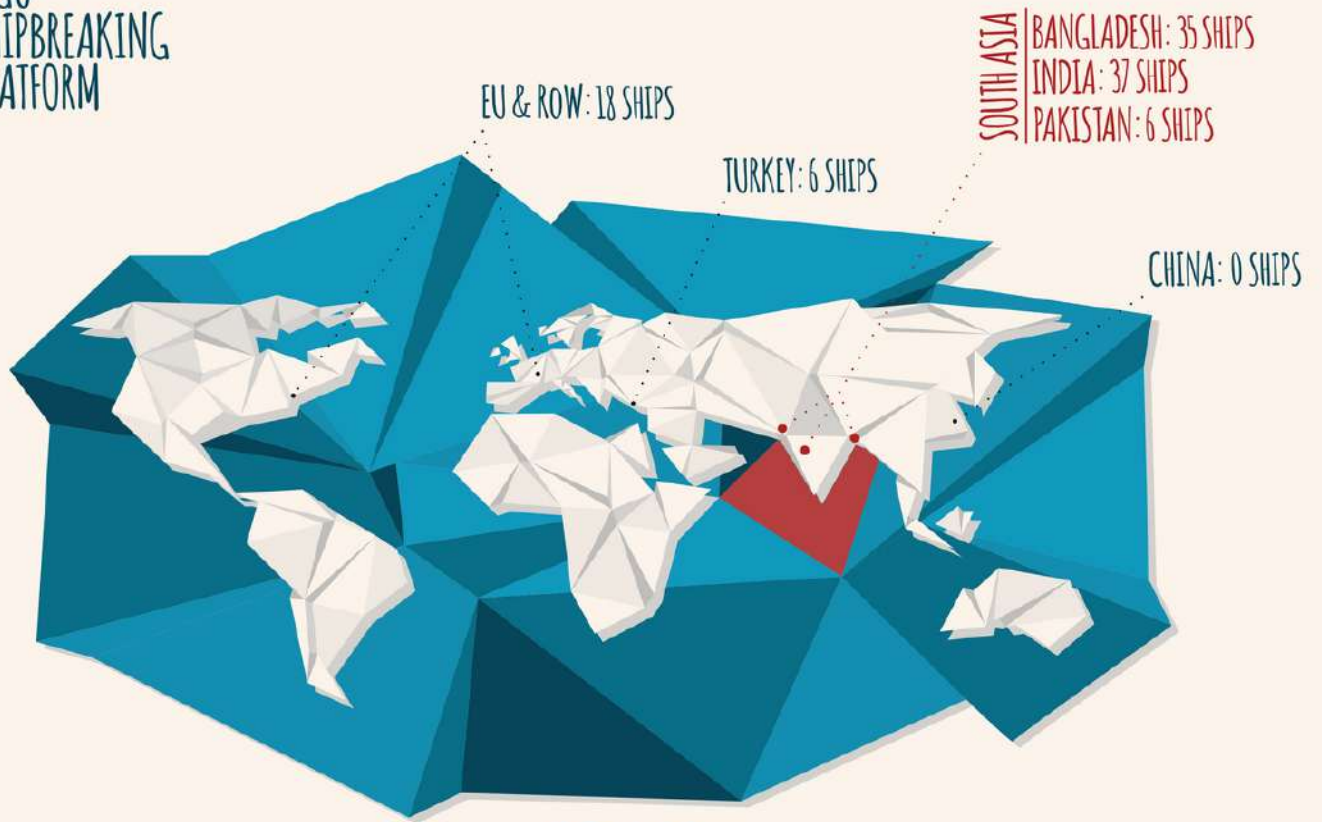 IPBREAKING
ATFORM
EU & ROW: 18 SHIPS
TURKEY: 6 SHIPS
SOUTH ASIA
BANGLADESH: 35 SHIPS
INDIA: 37 SHIPS
PAKISTAN: 6 SHIPS
CHINA: 0 SHIPS